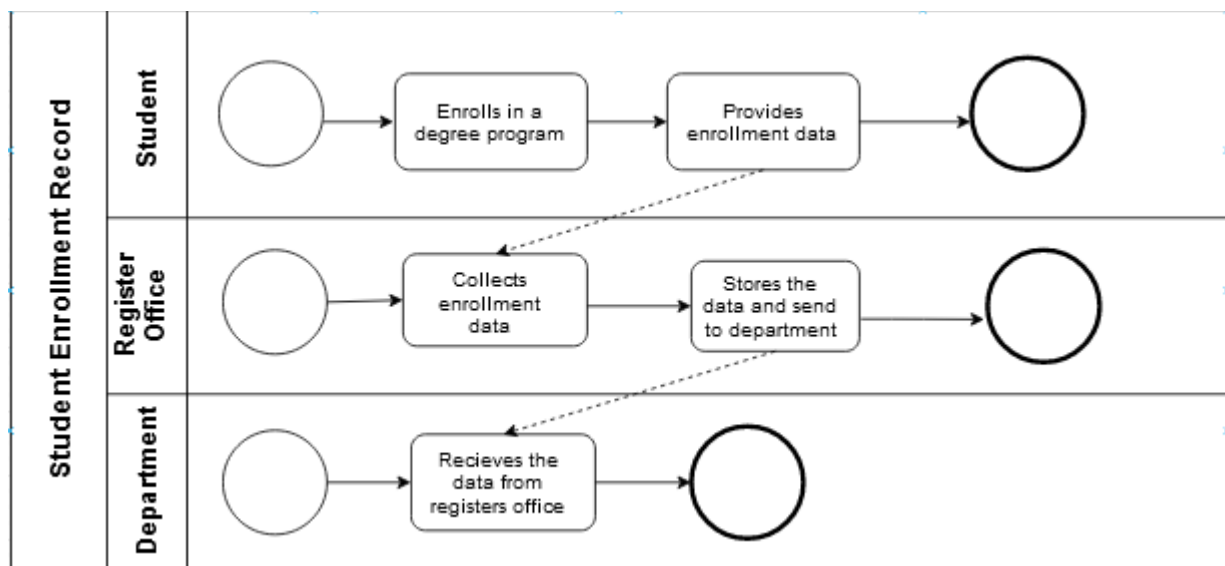 Student Enrollment Record
Student
Enrolls in a
degree program
Provides
enrollment data
Register
Office
Collects
enrollment
data
Stores the
data and send
to department
Department
Recieves the
data from
registers office